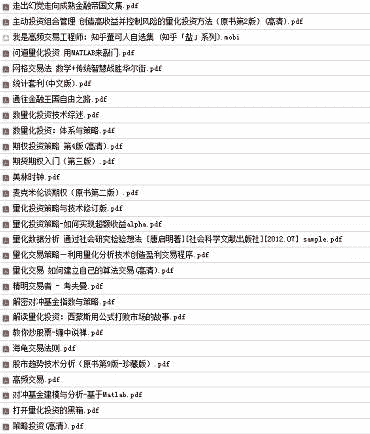 走出幻觉走向成熟金融帝国文集.pdf
主动投资组合管理 创造高收益并控制风险的量化投资方法（原书第2版）(高清).pdf
我是高频交易工程师：知乎董可人自选集 (知乎「盐」系列).mobi
问道量化投资 用MATLAB来敲门.pdf
网格交易法 数学+传统智慧战胜华尔街.pdf
统计套利(中文版).pdf
通往金融王国自由之路.pdf
数量化投资技术综述.pdf
数量化投资：体系与策略.pdf
期权投资策略 第4版(高清).pdf
期货期权入门（第三版）.pdf
美林时钟.pdf
麦克米伦谈期权（原书第二版）.pdf
量化投资策略与技术修订版.pdf
量化投资策略-如何实现超额收益alpha.pdf
量化数据分析 通过社会研究检验想法 [唐启明著][社会科学文献出版社][2012.07] sample.pdf
量化交易策略－利用量化分析技术创造盈利交易程序.pdf
量化交易 如何建立自己的算法交易(高清).pdf
精明交易者 - 考夫曼.pdf
解密对冲基金指数与策略.pdf
解读量化投资：西蒙斯用公式打败市场的故事.pdf
教你炒股票-缠中说禅.pdf
海龟交易法则.pdf
股市趋势技术分析（原书第9版-珍藏版）.pdf
高频交易.pdf
对冲基金建模与分析-基于Matlab.pdf
打开量化投资的黑箱.pdf
策略投资(高清).pdf